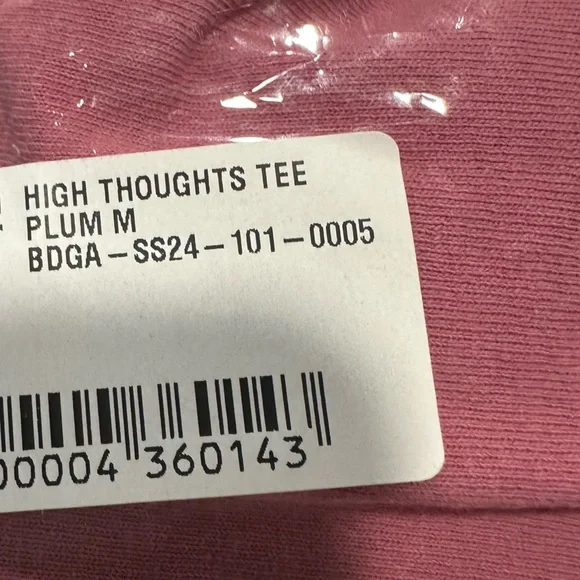 HIGH THOUGHTS TEE
PLUM M
BDGA-SS24-101-0005
00004 360143